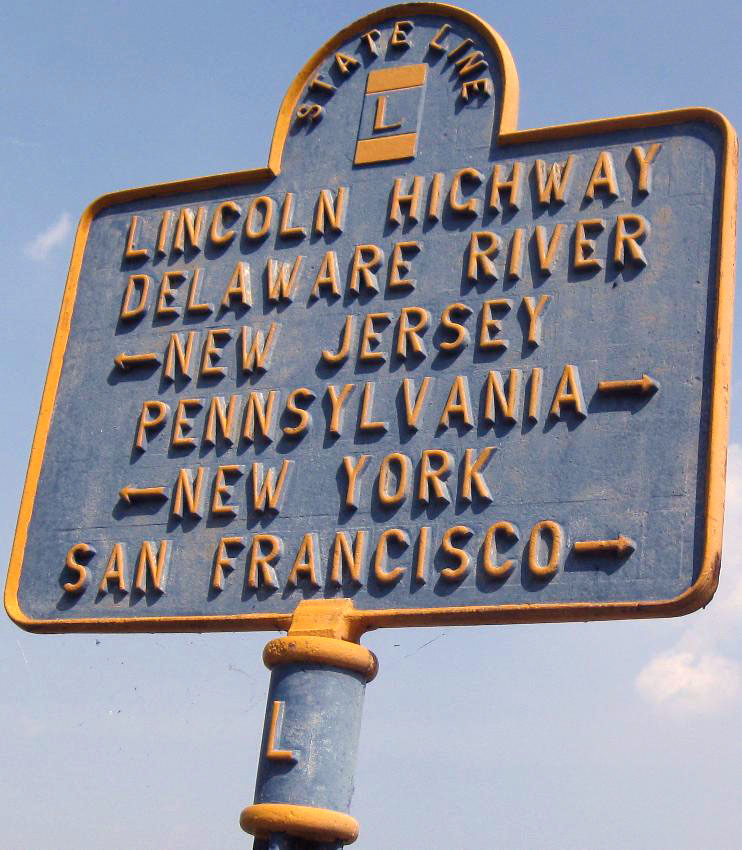 STATE LINE
L
LINCOLN HIGHWAY
DELAWARE RIVER
←NEW JERSEY
PENNSYLVANIA→
←NEW YORK
SAN FRANCISCO→
L